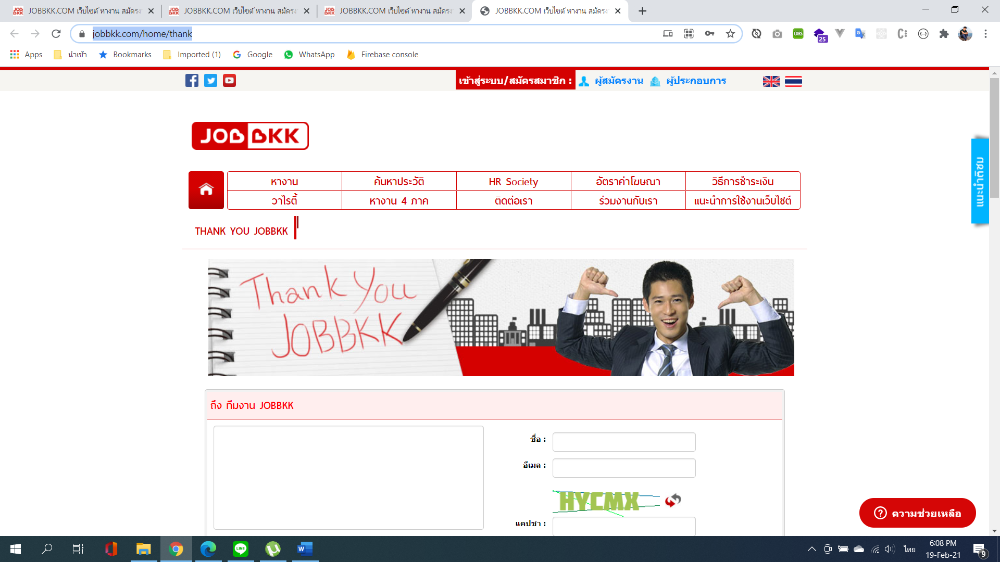 JOBBKK.COM เว็บไซต์ หางาน สมัครงา
JOBBKK.COM เว็บไซต์ หางาน สมัครงา
JOBBKK.COM เว็บไซต์ หางาน สมัครงา
JOBBKK.COM เว็บไซต์ หางาน สมัครงา
jobbkk.com/home/thank
CORS
25
Apps
นำเข้า
Bookmarks
Imported (1)
Google
WhatsApp
Firebase console
เข้าสู่ระบบ/สมัครสมาชิก :
ผู้สมัครงาน
ผู้ประกอบการ
JOBBKK
แนะนำติชม
หางาน
ค้นหาประวัติ
HR Society
อัตราค่าโฆษณา
วิธีการชำระเงิน
วาไรตี้
หางาน 4 ภาค
ติดต่อเรา
ร่วมงานกับเรา
แนะนำการใช้งานเว็บไซต์
THANK YOU JOBBKK
Thank You
JOBBKK
ถึง ทีมงาน JOBBKK
ชื่อ :
อีเมล :
HYCMX
แคปชา :
ความช่วยเหลือ
ไทย
6:08 PM
19-Feb-21
9